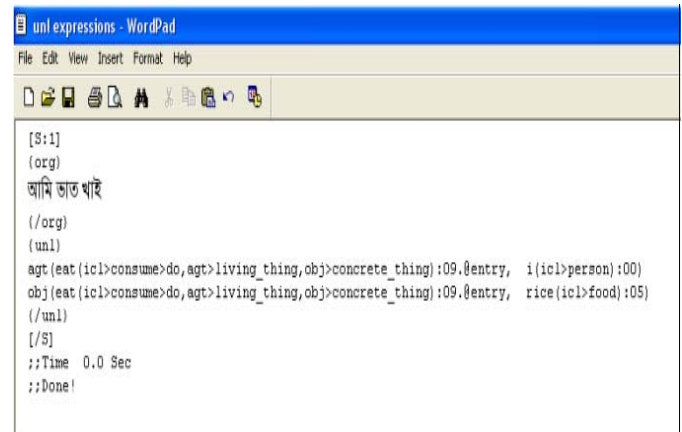 unl expressions - WordPad
File Edit View Insert Format Help
[S:1]
(org)
আমি ভাত খাই
(/org)
(unl)
agt(eat(icl>consume>do,agt>living_thing,obj>concrete_thing):09.@entry, i(icl>person):00)
obj(eat(icl>consume>do,agt>living_thing,obj>concrete_thing):09.@entry, rice(icl>food):05)
(/unl)
[/S]
;;Time 0.0 Sec
;;Done!